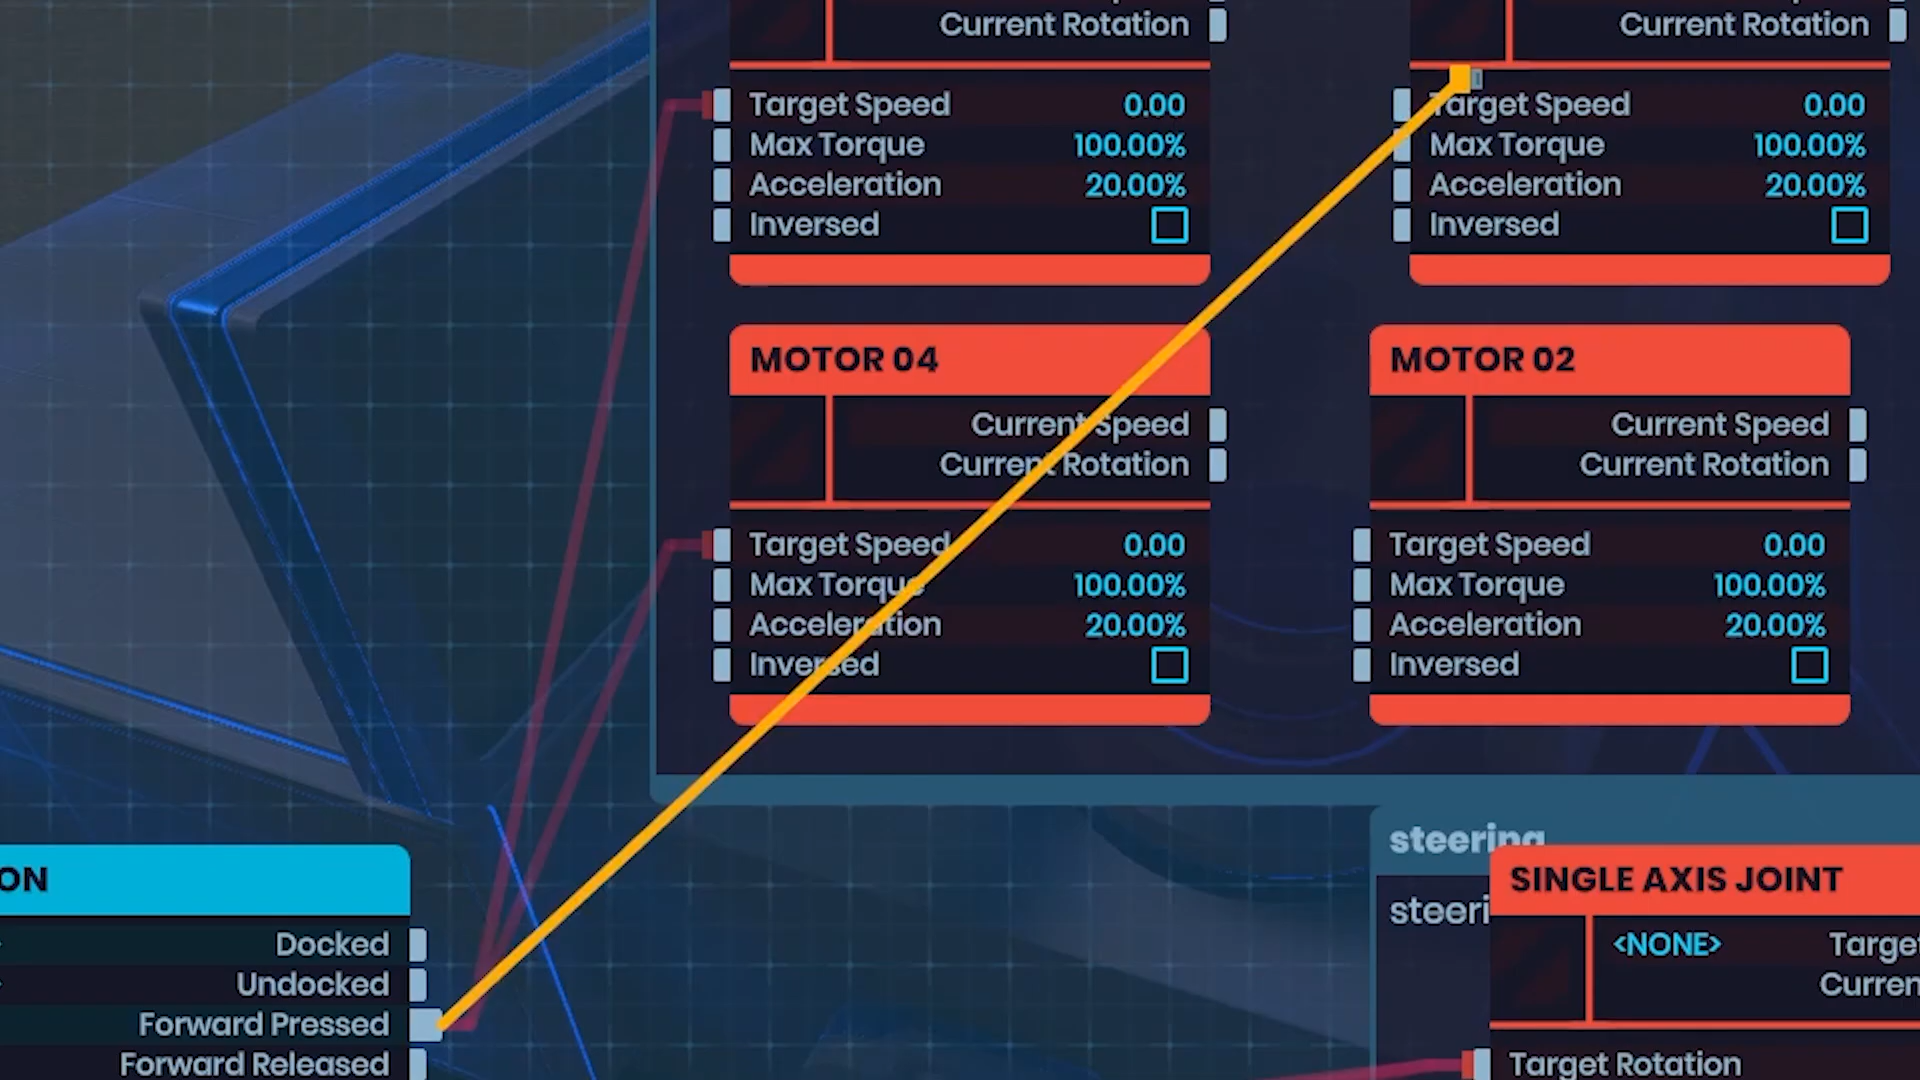 Current Rotation
Target Speed 0.00
Max Torque 100.00%
Acceleration 20.00%
Inversed
Current Rotation
Target Speed 0.00
Max Torque 100.00%
Acceleration 20.00%
Inversed
MOTOR 04
Current Speed
Current Rotation
Target Speed 0.00
Max Torque 100.00%
Acceleration 20.00%
Inversed
MOTOR 02
Current Speed
Current Rotation
Target Speed 0.00
Max Torque 100.00%
Acceleration 20.00%
Inversed
ON
Docked
Undocked
Forward Pressed
Forward Released
steering
steeri
SINGLE AXIS JOINT
<NONE> Target
Curren
Target Rotation